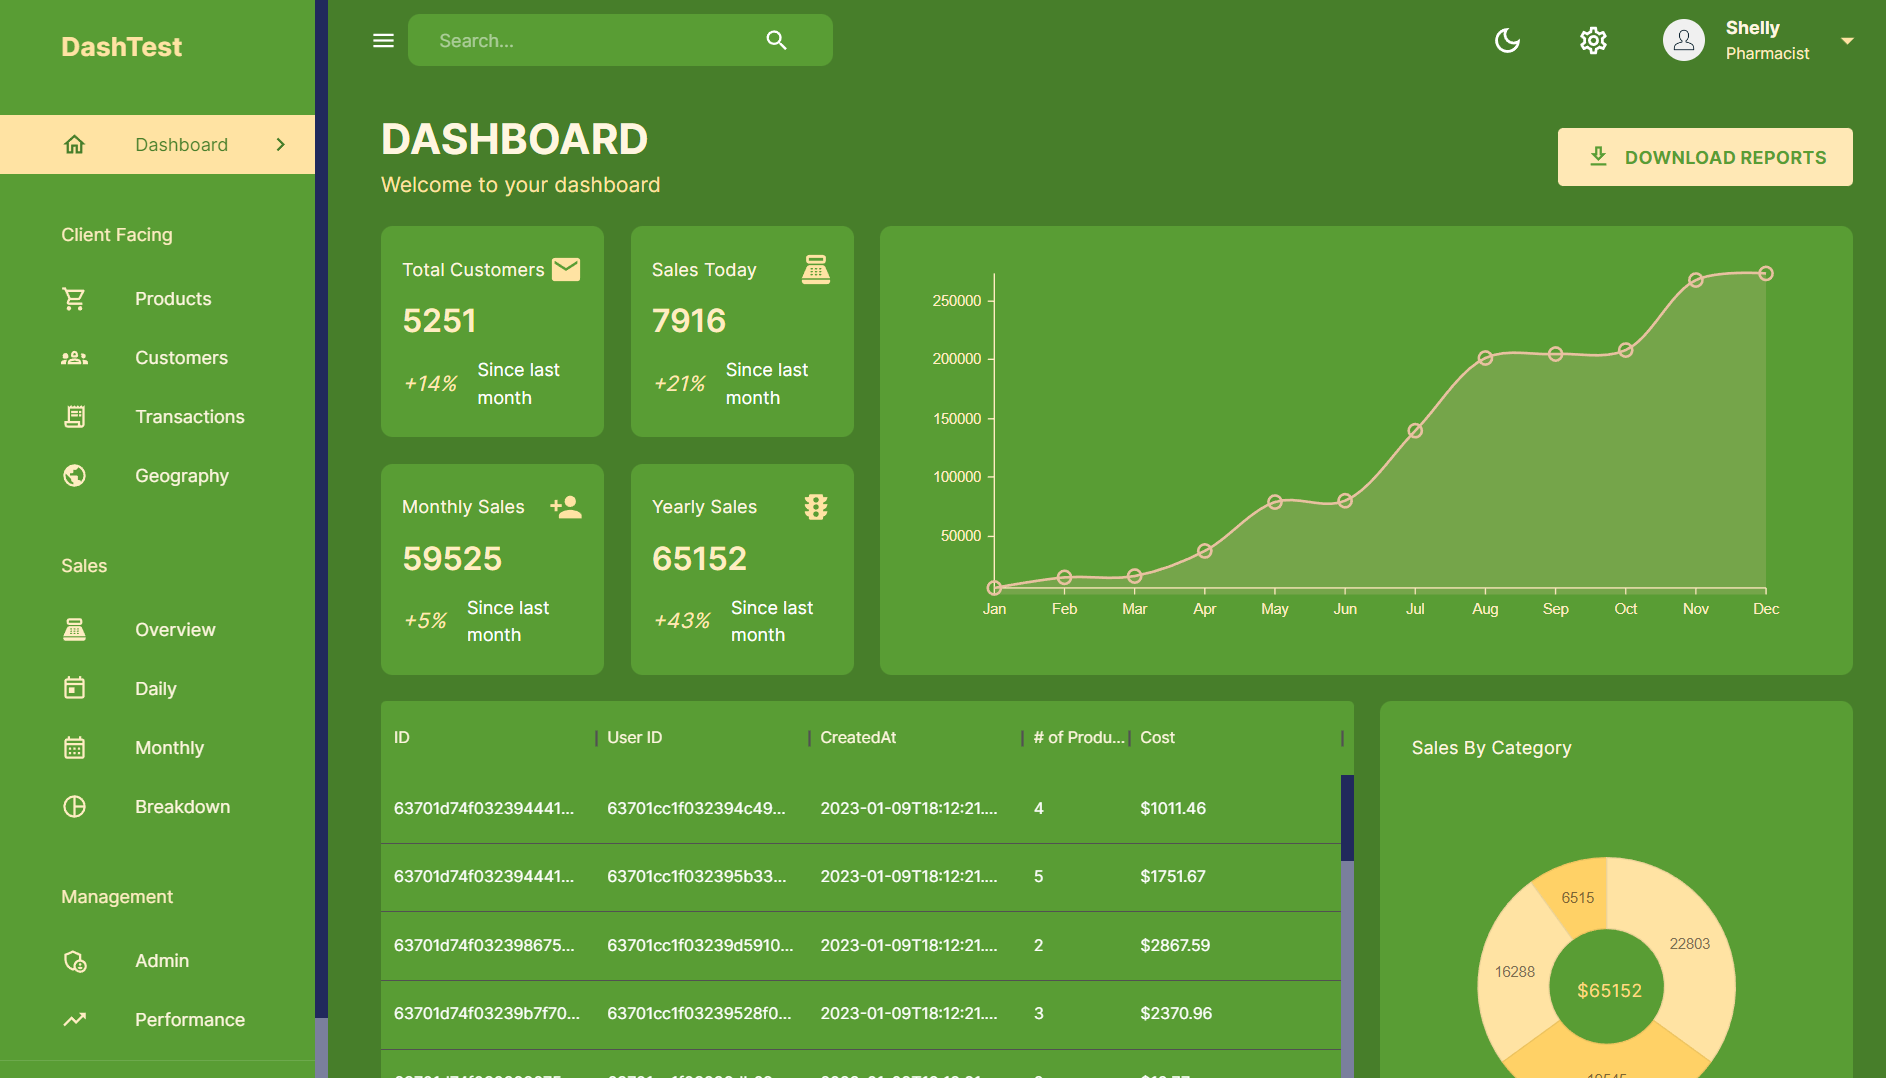 DashTest
Search...
Shelly
Pharmacist
Dashboard
Client Facing
Products
Customers
Transactions
Geography
Sales
Overview
Daily
Monthly
Breakdown
Management
Admin
Performance
DASHBOARD
Welcome to your dashboard
DOWNLOAD REPORTS
Total Customers
5251
+14%
Since last
month
Sales Today
7916
+21%
Since last
month
Monthly Sales
59525
+5%
Since last
month
Yearly Sales
65152
+43%
Since last
month
250000
200000
150000
100000
50000
Jan Feb Mar Apr May Jun Jul Aug Sep Oct Nov Dec
ID User ID CreatedAt # of Produ... Cost
63701d74f032394441... 63701cc1f032394c49... 2023-01-09T18:12:21.... 4 $1011.46
63701d74f032394441... 63701cc1f032395b33... 2023-01-09T18:12:21.... 5 $1751.67
63701d74f032398675... 63701cc1f03239d5910... 2023-01-09T18:12:21.... 2 $2867.59
63701d74f03239b7f70... 63701cc1f03239528f0... 2023-01-09T18:12:21.... 3 $2370.96
Sales By Category
6515
22803
16288
$65152